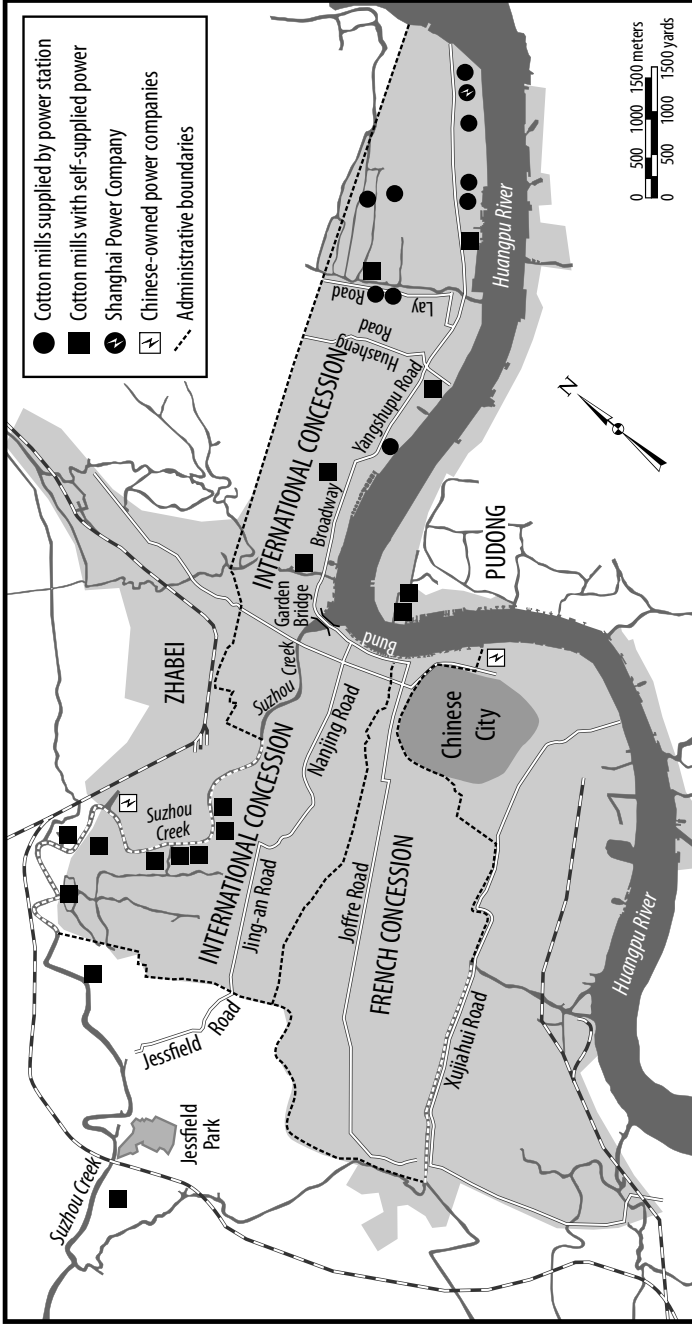 Cotton mills supplied by power station
Cotton mills with self-supplied power
Shanghai Power Company
Chinese-owned power companies
Administrative boundaries
0 500 1000 1500 meters
0 500 1000 1500 yards
N
Suzhou Creek
Jessfield
Park
Jessfield Road
ZHABEI
Suzhou
Creek
INTERNATIONAL CONCESSION
Jing-an Road
Nanjing Road
Suzhou Creek
Garden
Bridge
INTERNATIONAL CONCESSION
Broadway
Yangshupu Road
Huasheng
Road
Lay
Road
Huangpu River
Bund
PUDONG
Chinese
City
Joffre Road
FRENCH CONCESSION
Xujiahui Road
Huangpu River